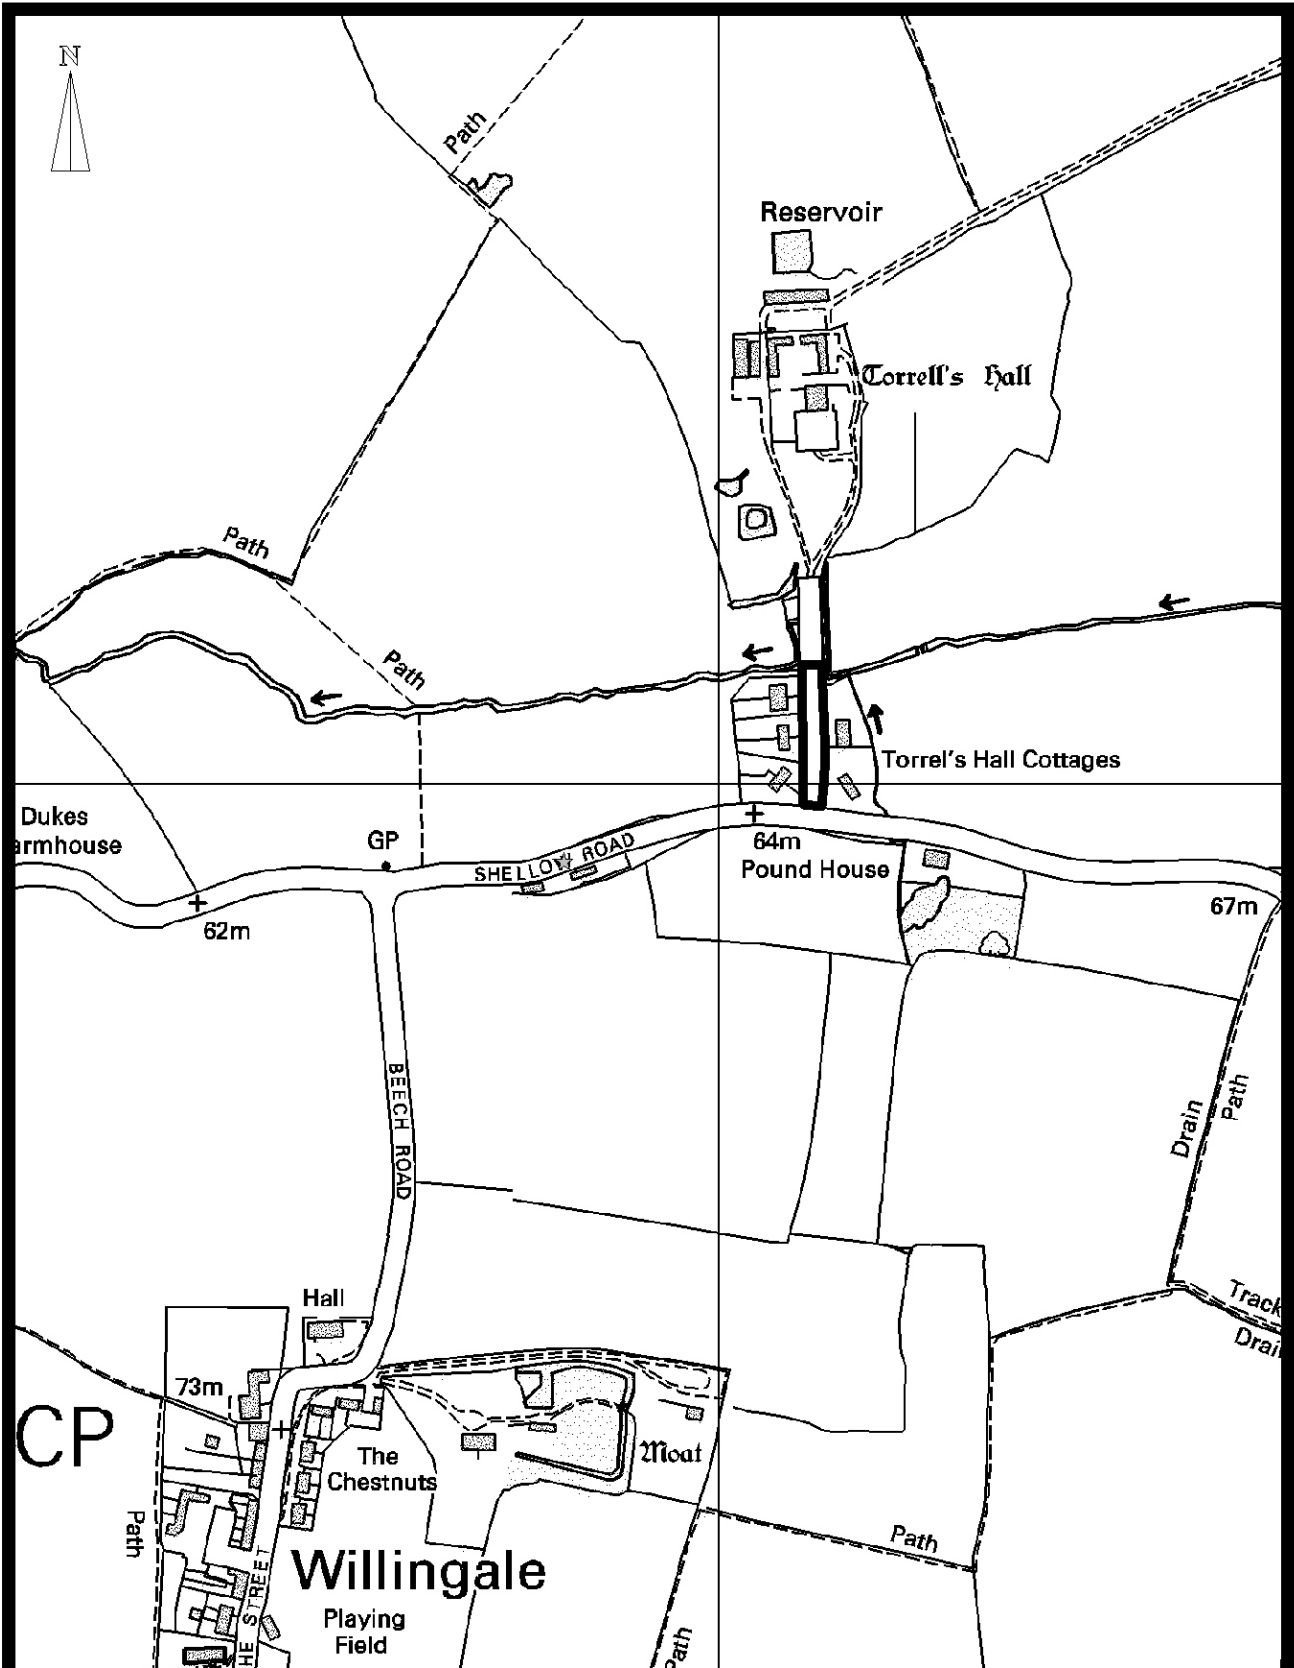 N
Path
Reservoir
Torrell's Hall
Path
Path
Torrel's Hall Cottages
Dukes
armhouse
GP
SHELLOW ROAD
64m
Pound House
62m
67m
BEECH ROAD
Drain
Path
Track
Drai
Hall
73m
CP
The
Chestnuts
Moat
Path
Path
Willingale
Playing
Field
HE STREET
Path